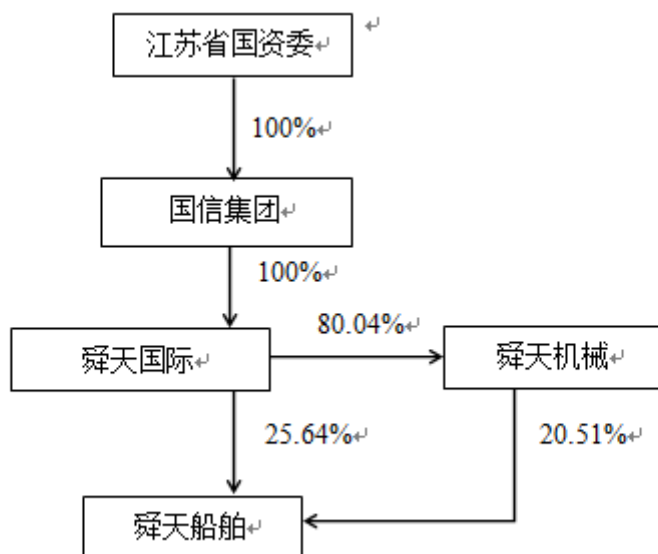 江苏省国资委
100%
国信集团
100%
80.04%
舜天国际
舜天机械
25.64%
20.51%
舜天船舶